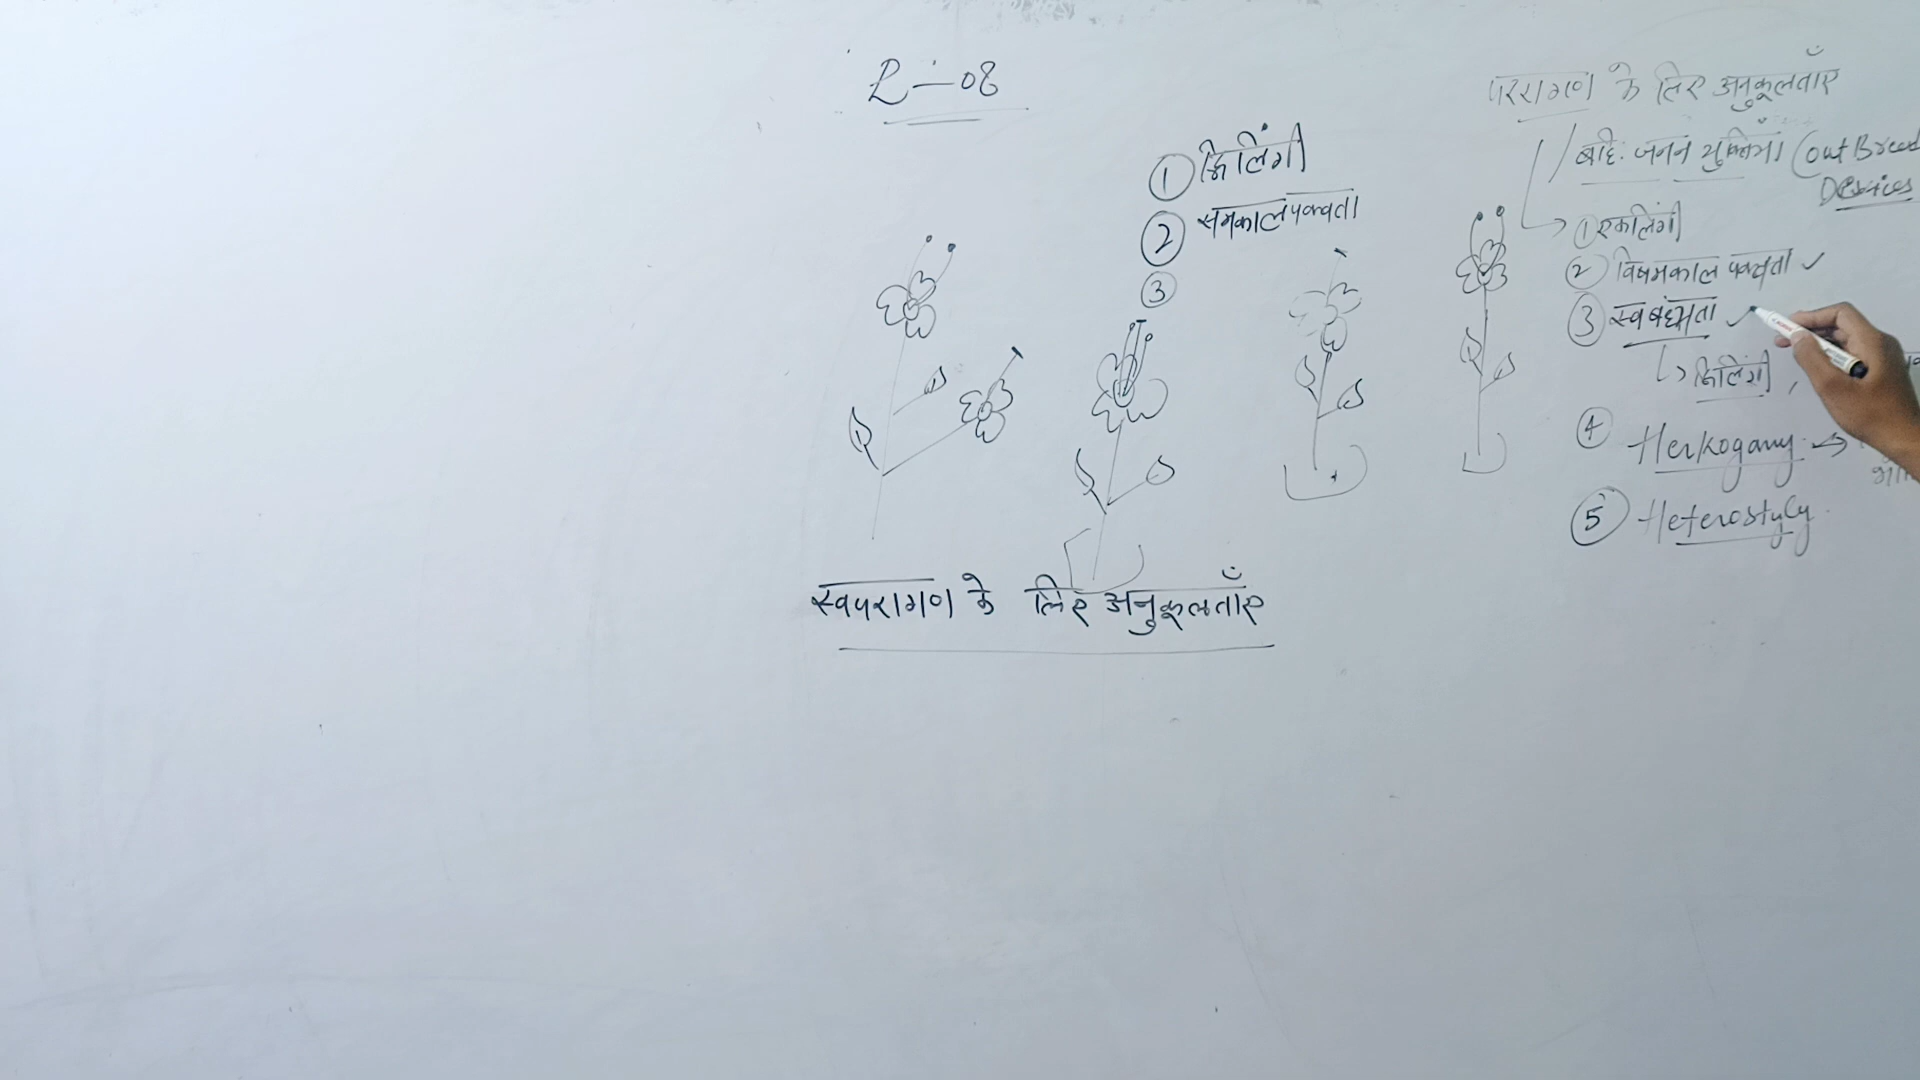 L-08
① द्विलिंगी
② समकालपक्वता
③
स्वपरागण के लिए अनुकूलताएँ
परपरागण के लिए अनुकूलताएँ
बहि: जनन युक्तियाँ (out Breed
Devices
① एकलिंगी
② विषमकाल पक्वता ✓
③ स्वबंध्यता ✓
↳ द्विलिंगी,
④ Herkogamy →
⑤ Heterostyly